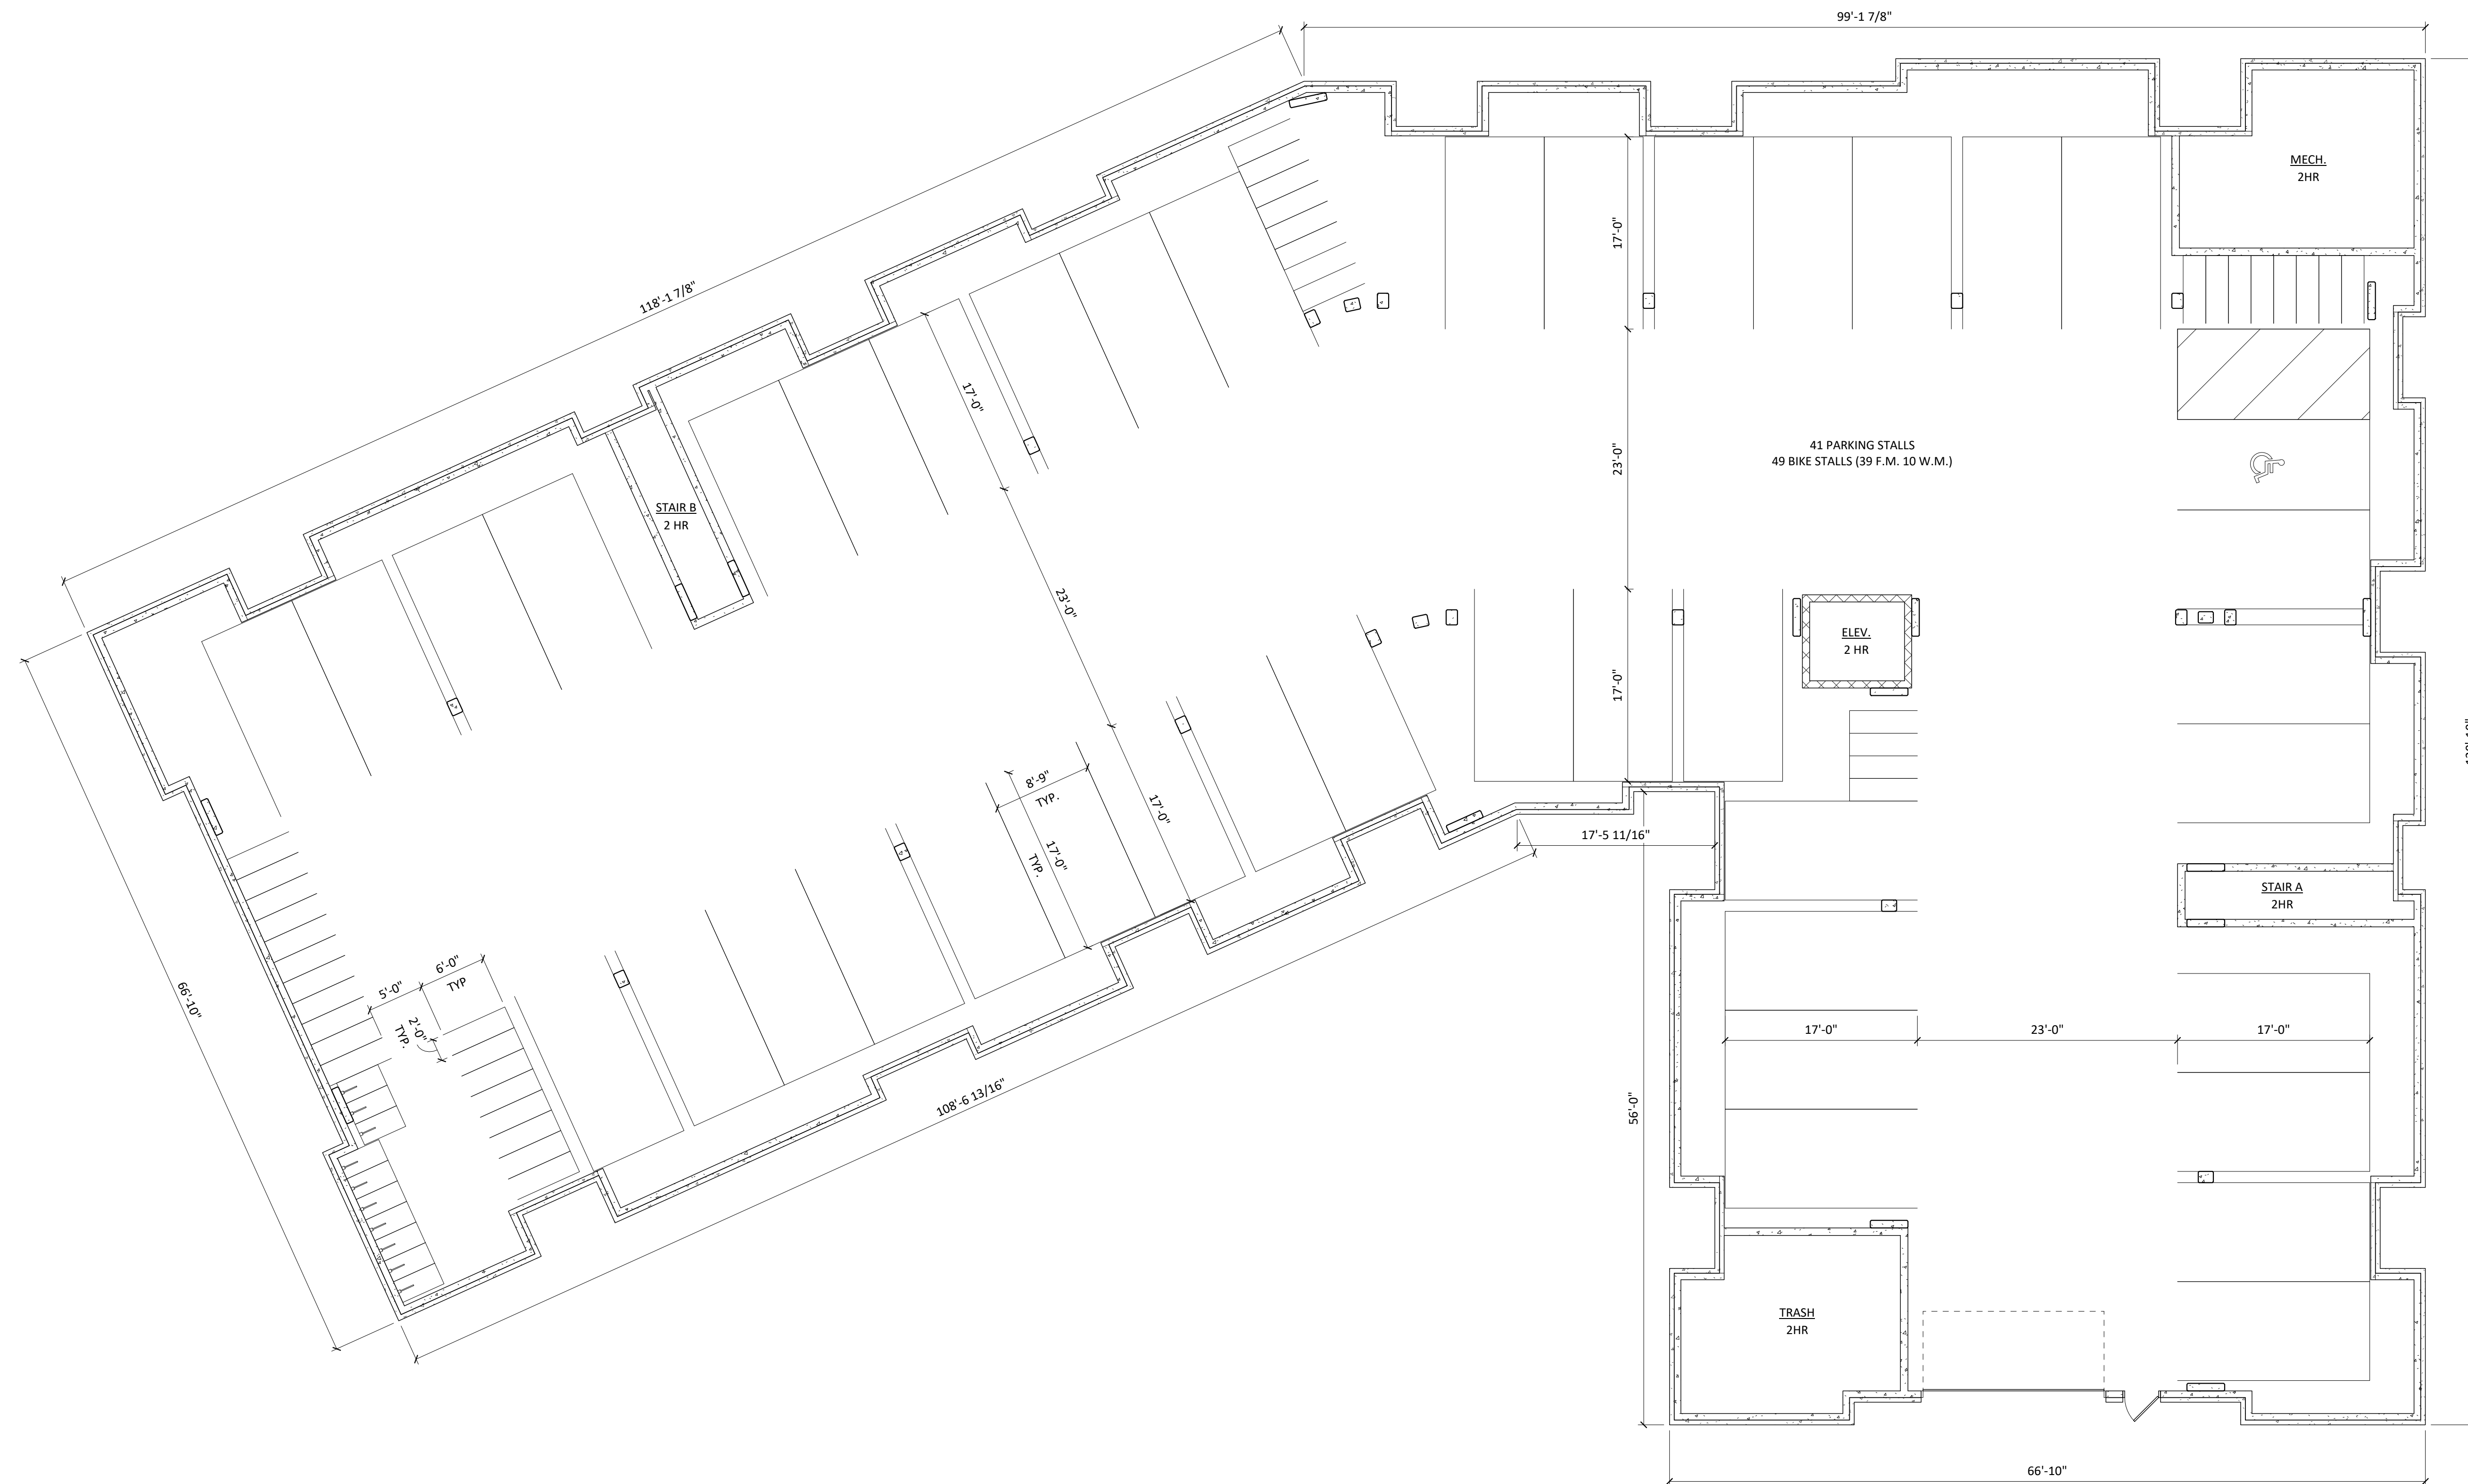 99'-1 7/8"
MECH.
2HR
17'-0"
118'-1 7/8"
17'-0"
41 PARKING STALLS
49 BIKE STALLS (39 F.M. 10 W.M.)
23'-0"
STAIR B
2 HR
23'-0"
ELEV.
2 HR
17'-0"
8'-9"
TYP.
17'-0"
17'-0"
TYP.
17'-5 11/16"
STAIR A
2HR
66'-10"
5'-0"
6'-0"
TYP
2'-0"
TYP.
17'-0"
23'-0"
17'-0"
108'-6 13/16"
56'-0"
TRASH
2HR
66'-10"